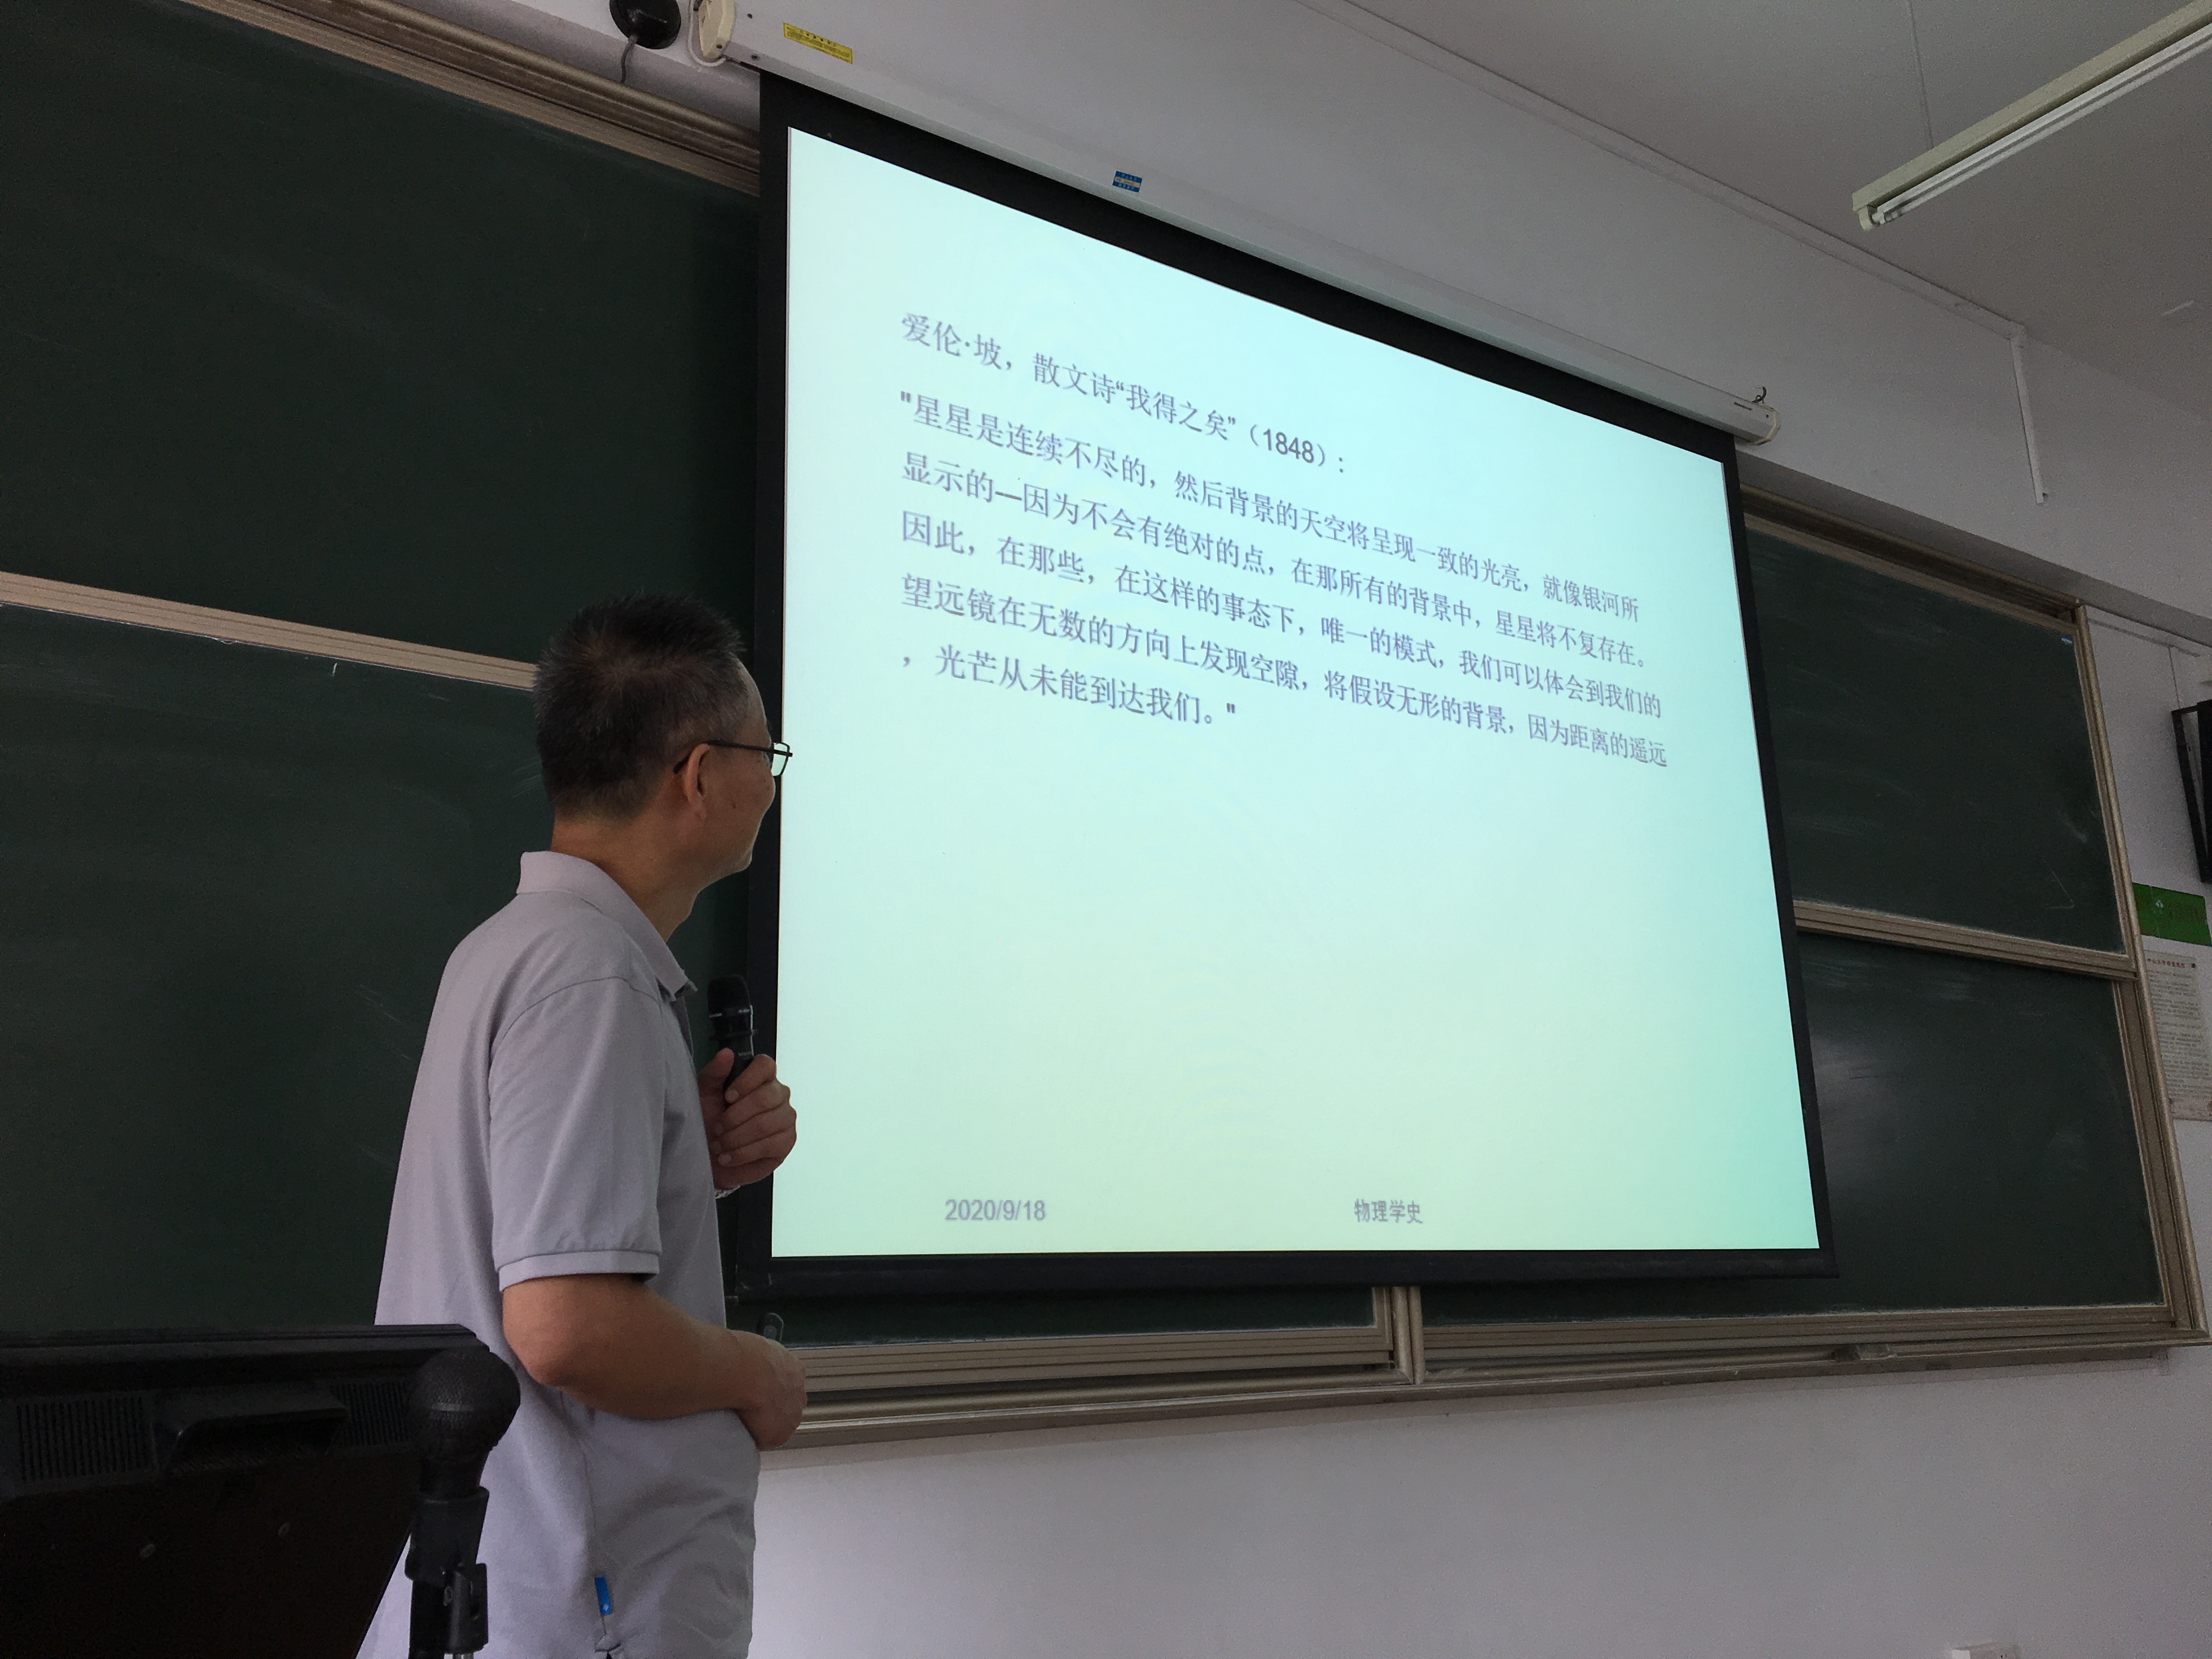 爱伦·坡，散文诗“我得之矣”（1848）：
"星星是连续不尽的，然后背景的天空将呈现一致的光亮，就像银河所
显示的—因为不会有绝对的点，在那所有的背景中，星星将不复存在。
因此，在那些，在这样的事态下，唯一的模式，我们可以体会到我们的
望远镜在无数的方向上发现空隙，将假设无形的背景，因为距离的遥远
，光芒从未能到达我们。"
2020/9/18
物理学史